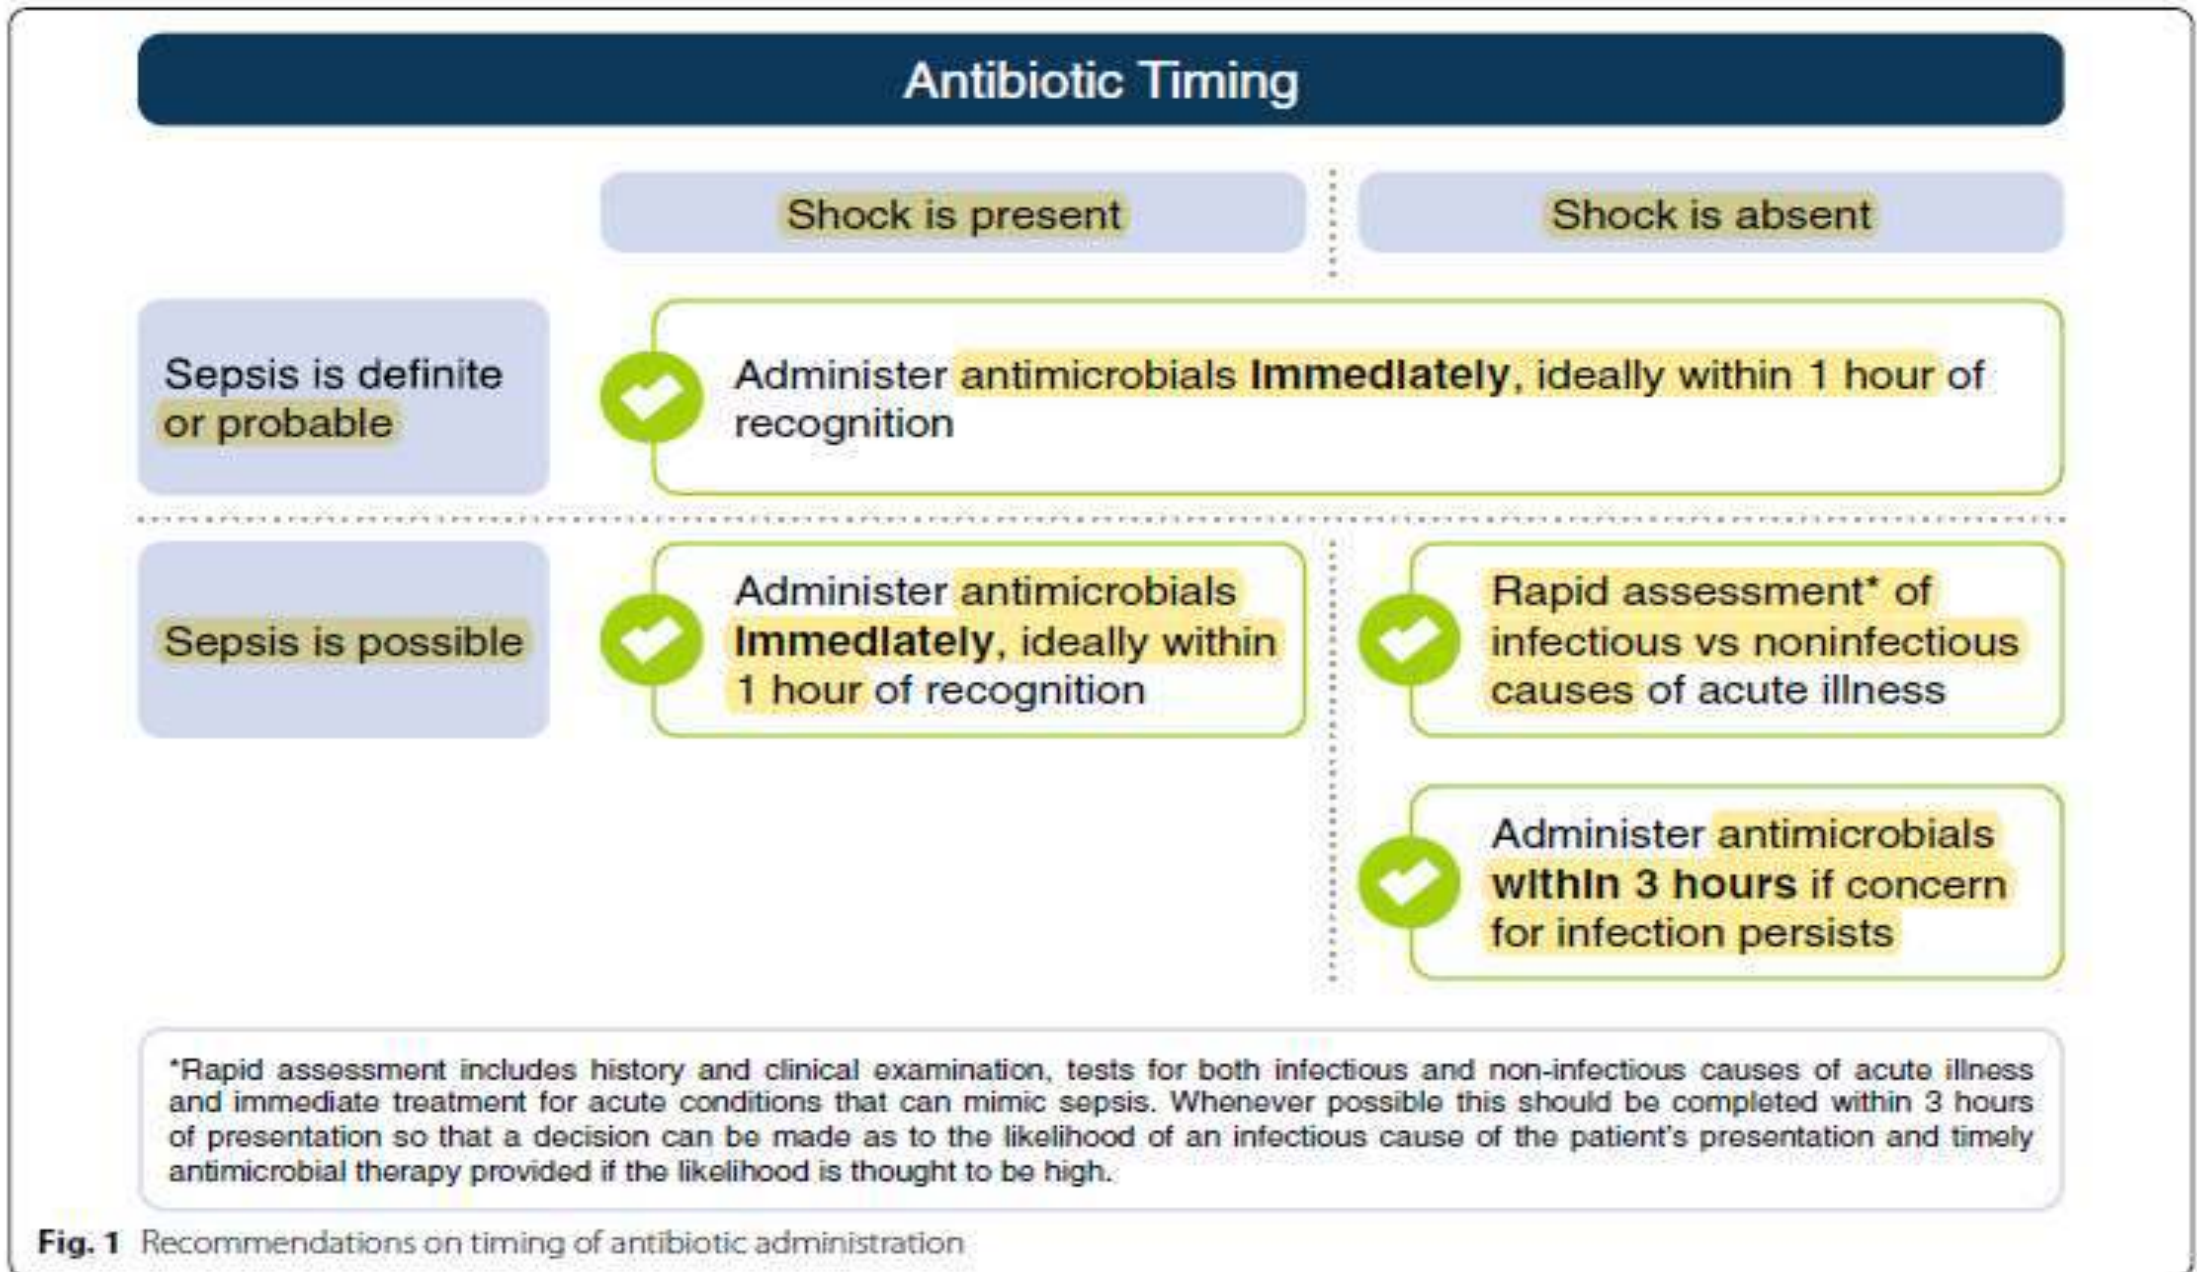 Antibiotic Timing
Shock is present
Shock is absent
Sepsis is definite
or probable
Administer antimicrobials immediately, ideally within 1 hour of
recognition
Sepsis is possible
Administer antimicrobials
immediately, ideally within
1 hour of recognition
Rapid assessment* of
infectious vs noninfectious
causes of acute illness
Administer antimicrobials
within 3 hours if concern
for infection persists
*Rapid assessment includes history and clinical examination, tests for both infectious and non-infectious causes of acute illness
and immediate treatment for acute conditions that can mimic sepsis. Whenever possible this should be completed within 3 hours
of presentation so that a decision can be made as to the likelihood of an infectious cause of the patient's presentation and timely
antimicrobial therapy provided if the likelihood is thought to be high.
Fig. 1 Recommendations on timing of antibiotic administration